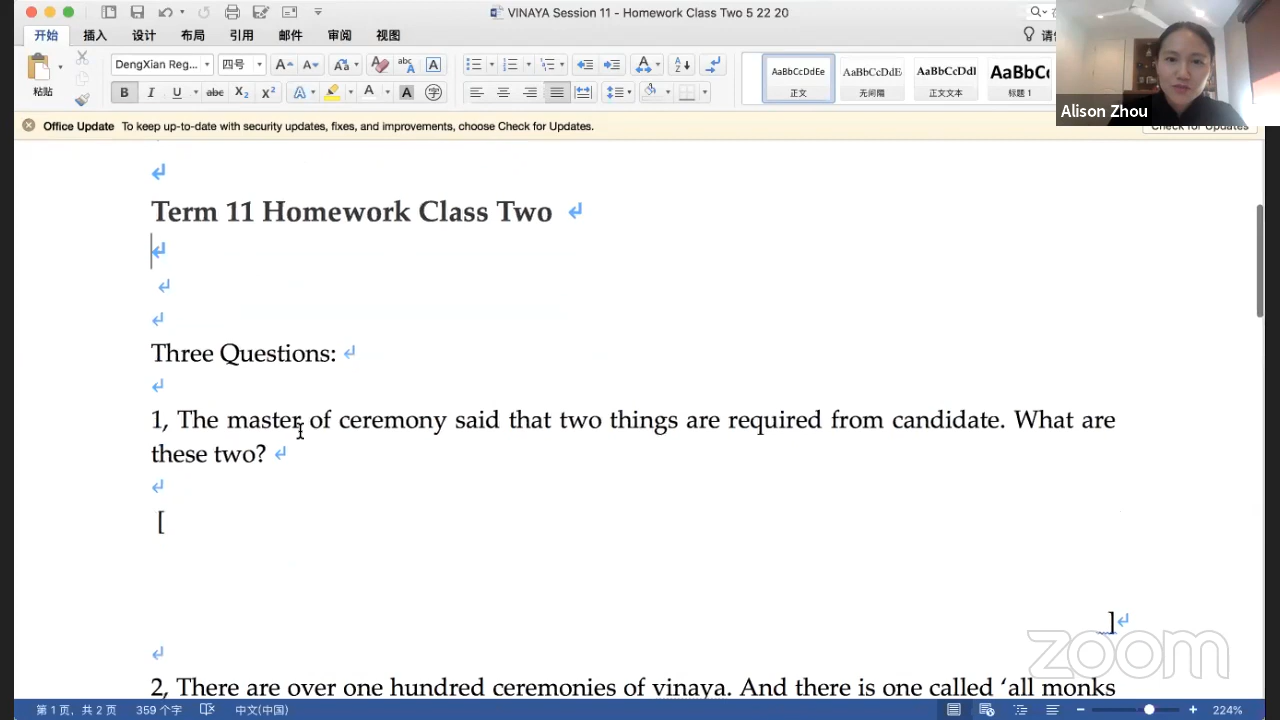 VINAYA Session 11 - Homework Class Two 5 22 20
开始 插入 设计 布局 引用 邮件 审阅 视图
粘贴
DengXian Reg... 四号
AaBbCcDdEe AaBbCcDdE AaBbCcDdI AaBbCc
正文 无间隔 正文文本 标题 1
Office Update To keep up-to-date with security updates, fixes, and improvements, choose Check for Updates.
Check for Updates
Alison Zhou
Term 11 Homework Class Two
Three Questions:
1, The master of ceremony said that two things are required from candidate. What are
these two?
[
]
zoom
2, There are over one hundred ceremonies of vinaya. And there is one called ‘all monks
第 1 页，共 2 页 359 个字 中文(中国) 224%